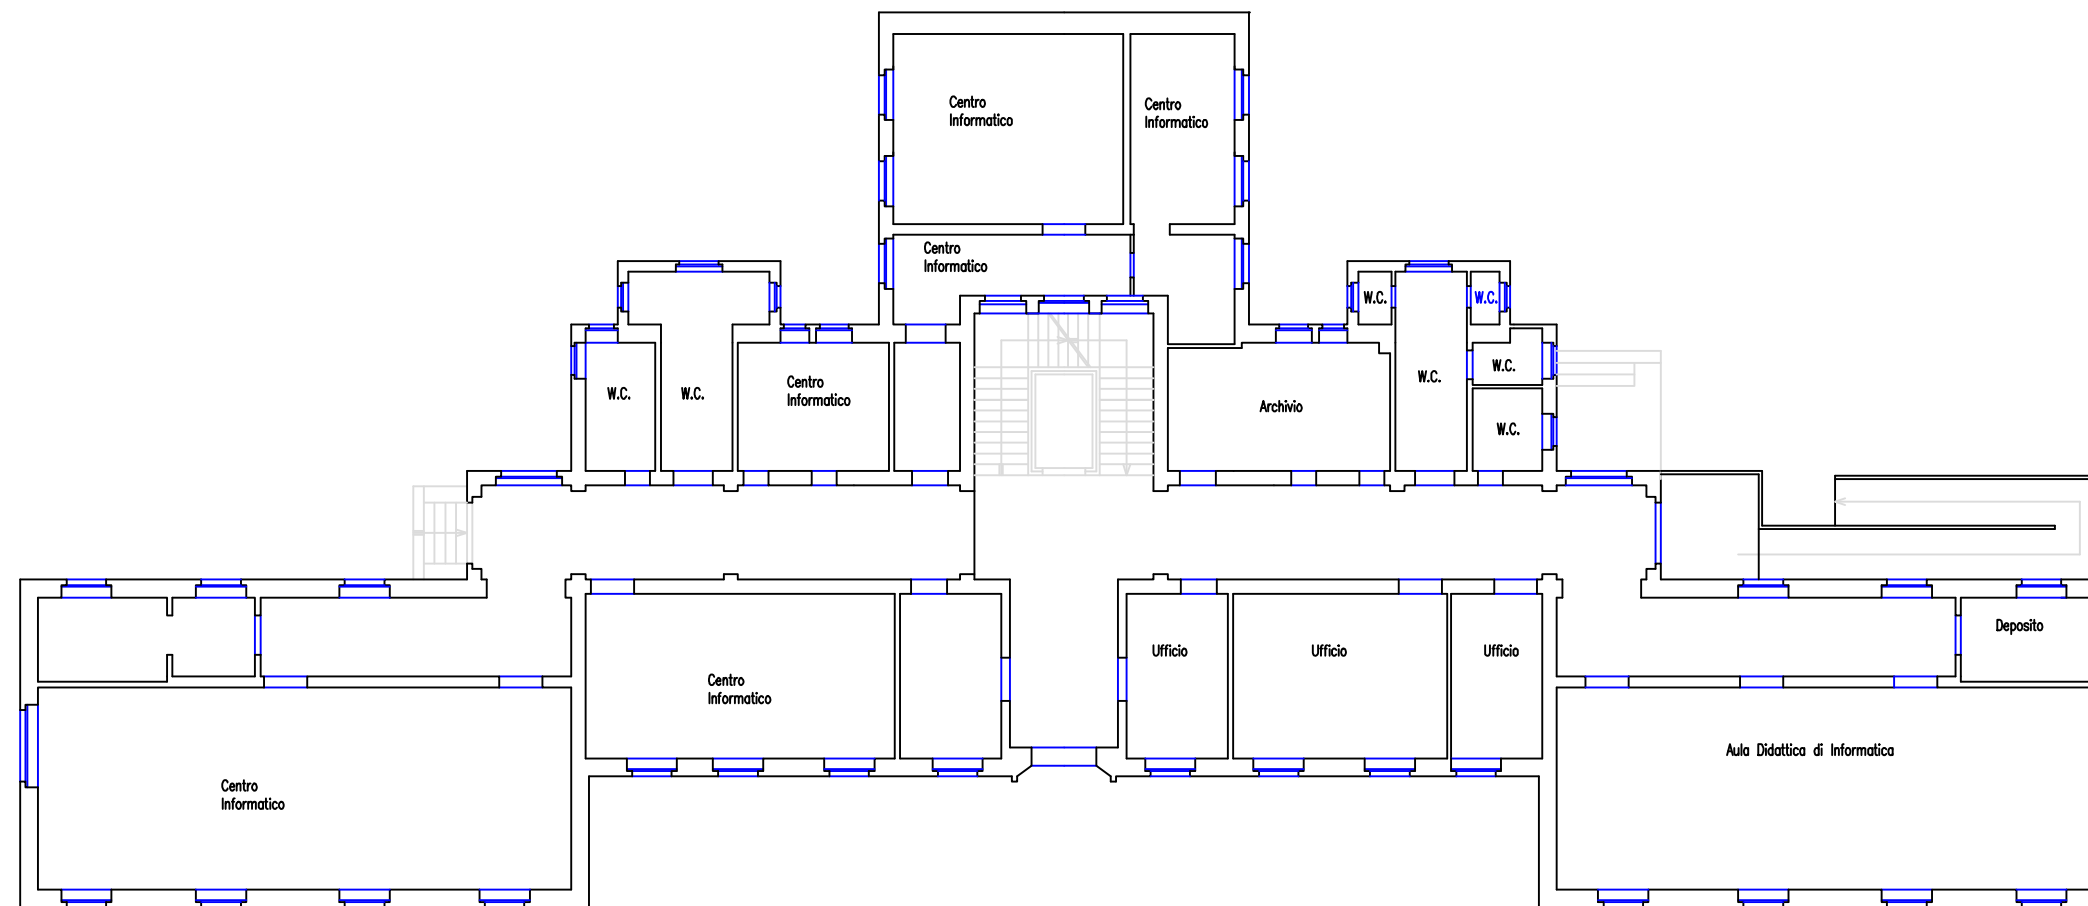 Centro
Informatico
Centro
Informatico
Centro
Informatico
W.C.
W.C.
W.C.
W.C.
Centro
Informatico
W.C.
W.C.
Archivio
W.C.
Deposito
Ufficio
Ufficio
Ufficio
Centro
Informatico
Aula Didattica di Informatica
Centro
Informatico